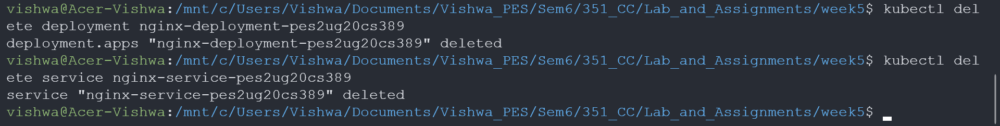 vishwa@Acer-Vishwa:/mnt/c/Users/Vishwa/Documents/Vishwa_PES/Sem6/351_CC/Lab_and_Assignments/week5$ kubectl del
ete deployment nginx-deployment-pes2ug20cs389
deployment.apps "nginx-deployment-pes2ug20cs389" deleted
vishwa@Acer-Vishwa:/mnt/c/Users/Vishwa/Documents/Vishwa_PES/Sem6/351_CC/Lab_and_Assignments/week5$ kubectl del
ete service nginx-service-pes2ug20cs389
service "nginx-service-pes2ug20cs389" deleted
vishwa@Acer-Vishwa:/mnt/c/Users/Vishwa/Documents/Vishwa_PES/Sem6/351_CC/Lab_and_Assignments/week5$